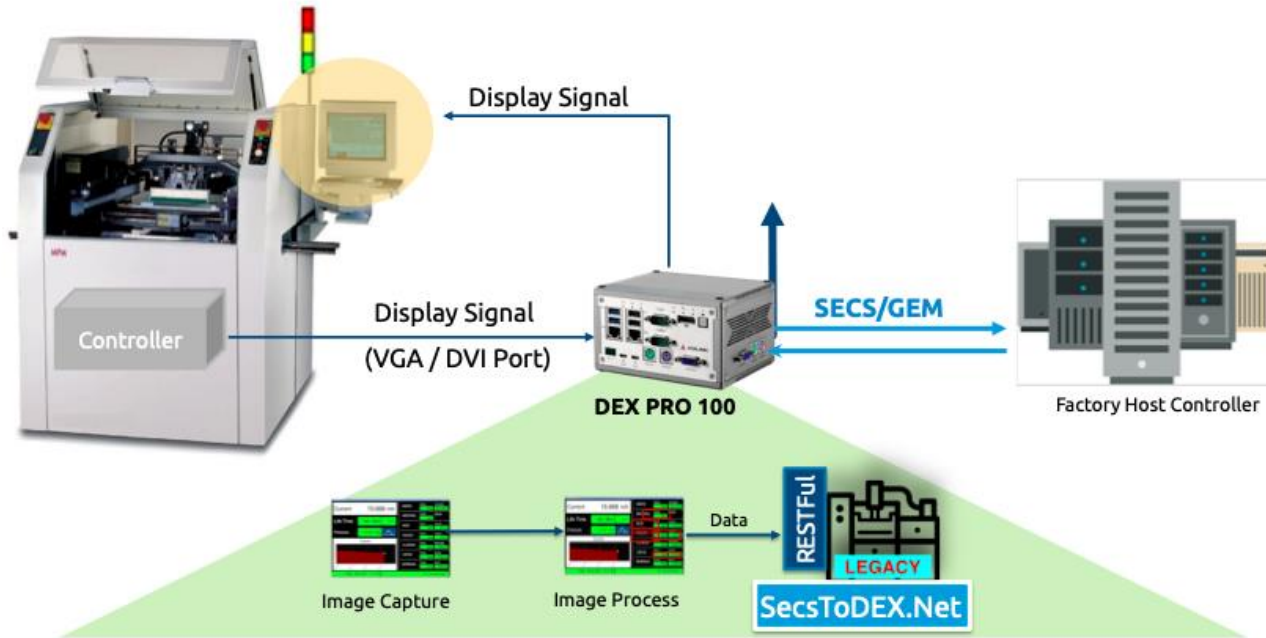 Display Signal
Controller
Display Signal
(VGA / DVI Port)
SECS/GEM
DEX PRO 100
Factory Host Controller
Image Capture
Image Process
Data
RESTFul
LEGACY
SecsToDEX.Net